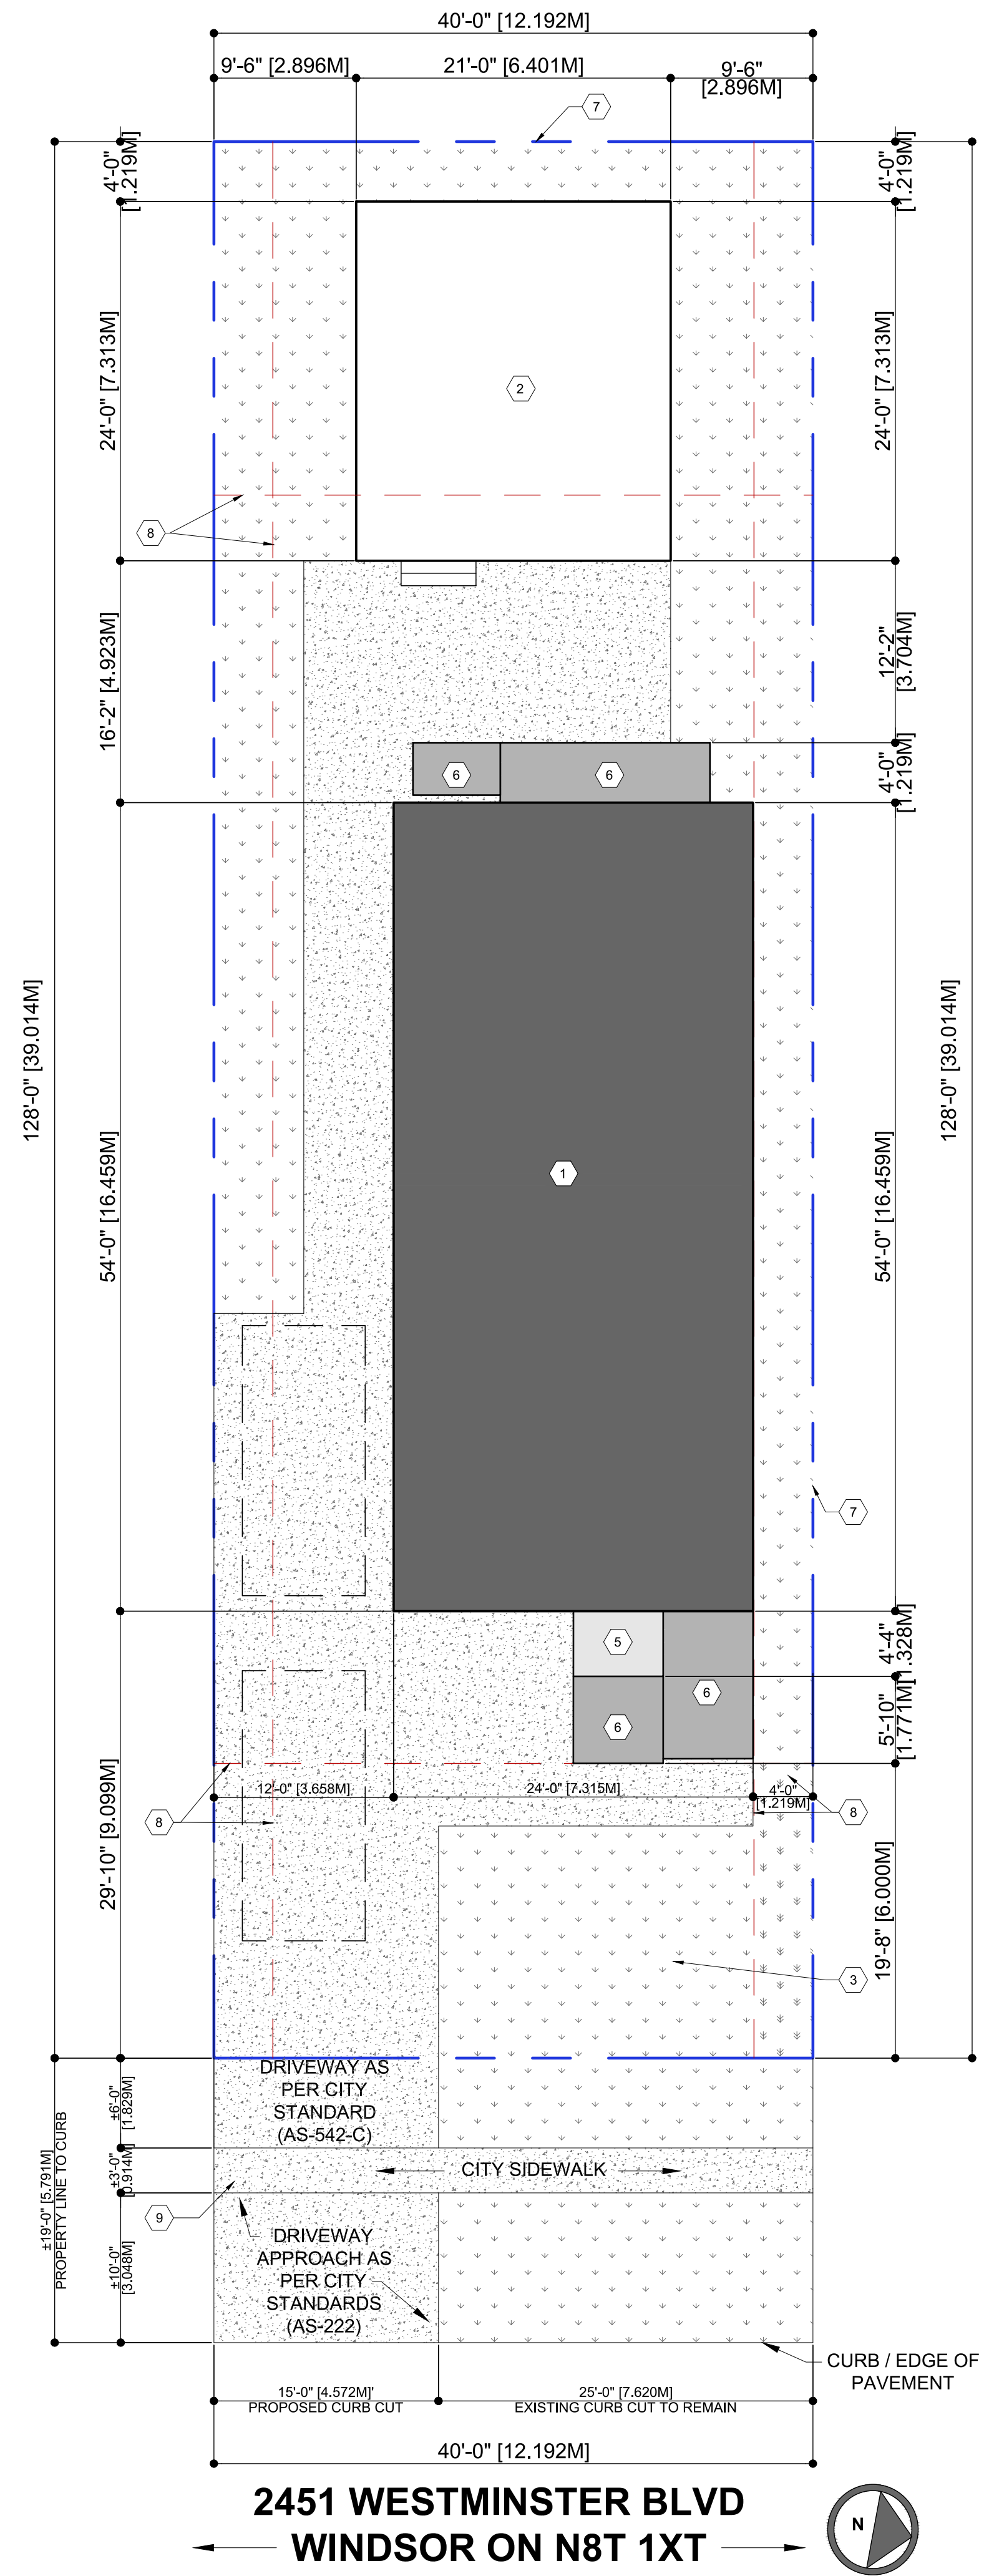 40'-0" [12.192M]
9'-6" [2.896M]
21'-0" [6.401M]
9'-6"
[2.896M]
7
4'-0"
[1.219M]
4'-0"
[1.219M]
24'-0" [7.313M]
2
24'-0" [7.313M]
8
16'-2" [4.923M]
12'-2"
[3.704M]
6
6
4'-0"
[1.219M]
128'-0" [39.014M]
128'-0" [39.014M]
54'-0" [16.459M]
1
54'-0" [16.459M]
7
5
4'-4"
[1.328M]
6
6
5'-10"
[1.771M]
12'-0" [3.658M]
24'-0" [7.315M]
4'-0"
[1.219M]
8
8
29'-10" [9.099M]
19'-8" [6.000M]
3
DRIVEWAY AS
PER CITY
STANDARD
(AS-542-C)
±6'-0"
[1.829M]
±19'-0" [5.791M]
PROPERTY LINE TO CURB
±3'-0"
[0.914M]
CITY SIDEWALK
9
DRIVEWAY
APPROACH AS
PER CITY
STANDARDS
(AS-222)
±10'-0"
[3.048M]
CURB / EDGE OF
PAVEMENT
15'-0" [4.572M]'
PROPOSED CURB CUT
25'-0" [7.620M]
EXISTING CURB CUT TO REMAIN
40'-0" [12.192M]
2451 WESTMINSTER BLVD
WINDSOR ON N8T 1XT
N